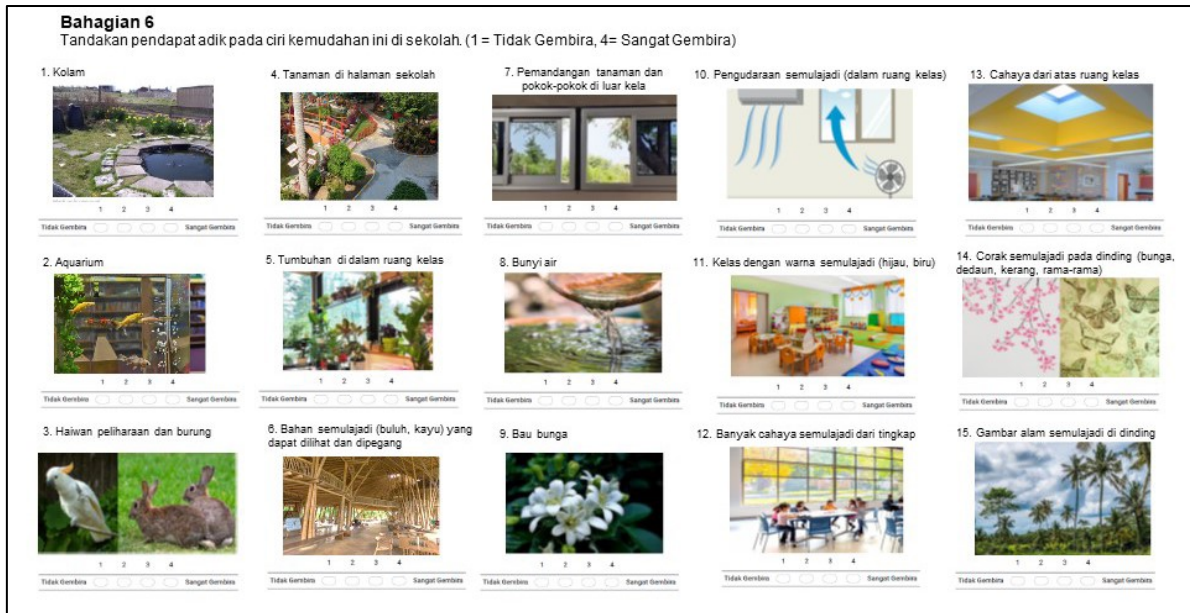 Bahagian 6
Tandakan pendapat adik pada ciri kemudahan ini di sekolah. (1 = Tidak Gembira, 4= Sangat Gembira)
1. Kolam
1 2 3 4
Tidak Gembira Sangat Gembira
2. Aquarium
1 2 3 4
Tidak Gembira Sangat Gembira
3. Haiwan peliharaan dan burung
1 2 3 4
Tidak Gembira Sangat Gembira
4. Tanaman di halaman sekolah
1 2 3 4
Tidak Gembira Sangat Gembira
5. Tumbuhan di dalam ruang kelas
1 2 3 4
Tidak Gembira Sangat Gembira
6. Bahan semulajadi (buluh, kayu) yang
dapat dilihat dan dipegang
1 2 3 4
Tidak Gembira Sangat Gembira
7. Pemandangan tanaman dan
pokok-pokok di luar kela
1 2 3 4
Tidak Gembira Sangat Gembira
8. Bunyi air
1 2 3 4
Tidak Gembira Sangat Gembira
9. Bau bunga
1 2 3 4
Tidak Gembira Sangat Gembira
10. Pengudaraan semulajadi (dalam ruang kelas)
1 2 3 4
Tidak Gembira Sangat Gembira
11. Kelas dengan warna semulajadi (hijau, biru)
1 2 3 4
Tidak Gembira Sangat Gembira
12. Banyak cahaya semulajadi dari tingkap
1 2 3 4
Tidak Gembira Sangat Gembira
13. Cahaya dari atas ruang kelas
1 2 3 4
Tidak Gembira Sangat Gembira
14. Corak semulajadi pada dinding (bunga,
dedaun, kerang, rama-rama)
1 2 3 4
Tidak Gembira Sangat Gembira
15. Gambar alam semulajadi di dinding
1 2 3 4
Tidak Gembira Sangat Gembira